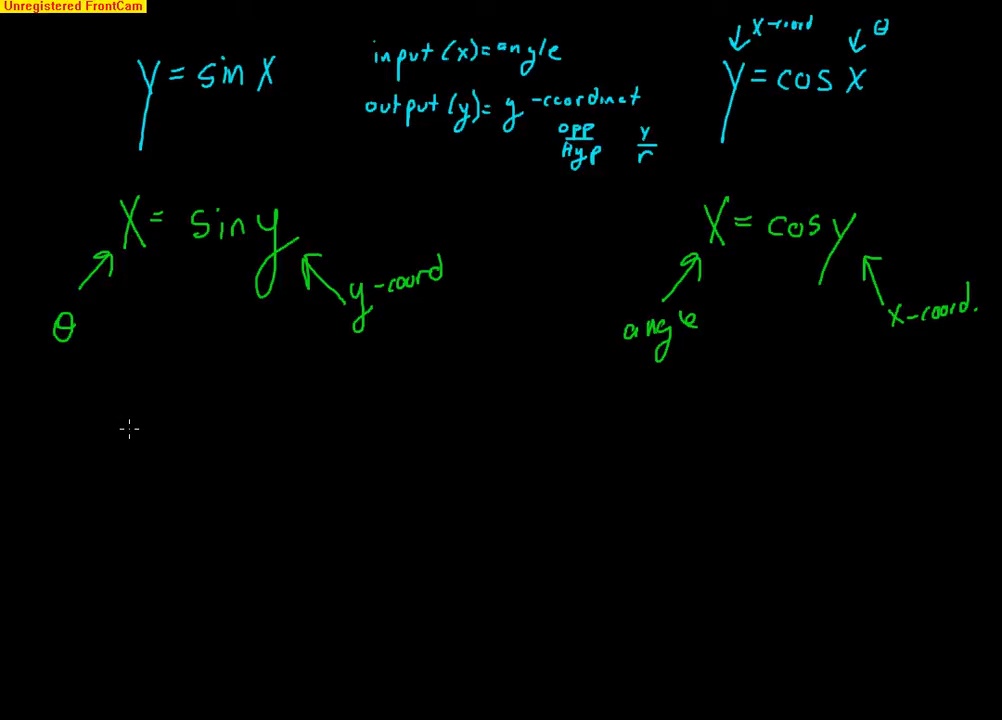 Unregistered FrontCam
y = sin x
input (x) = angle
output (y) = y-coordinat
opp
Hyp
y
r
x-coord
θ
y = cos x
x = sin y
θ
y-coord
x = cos y
angle
x-coord.